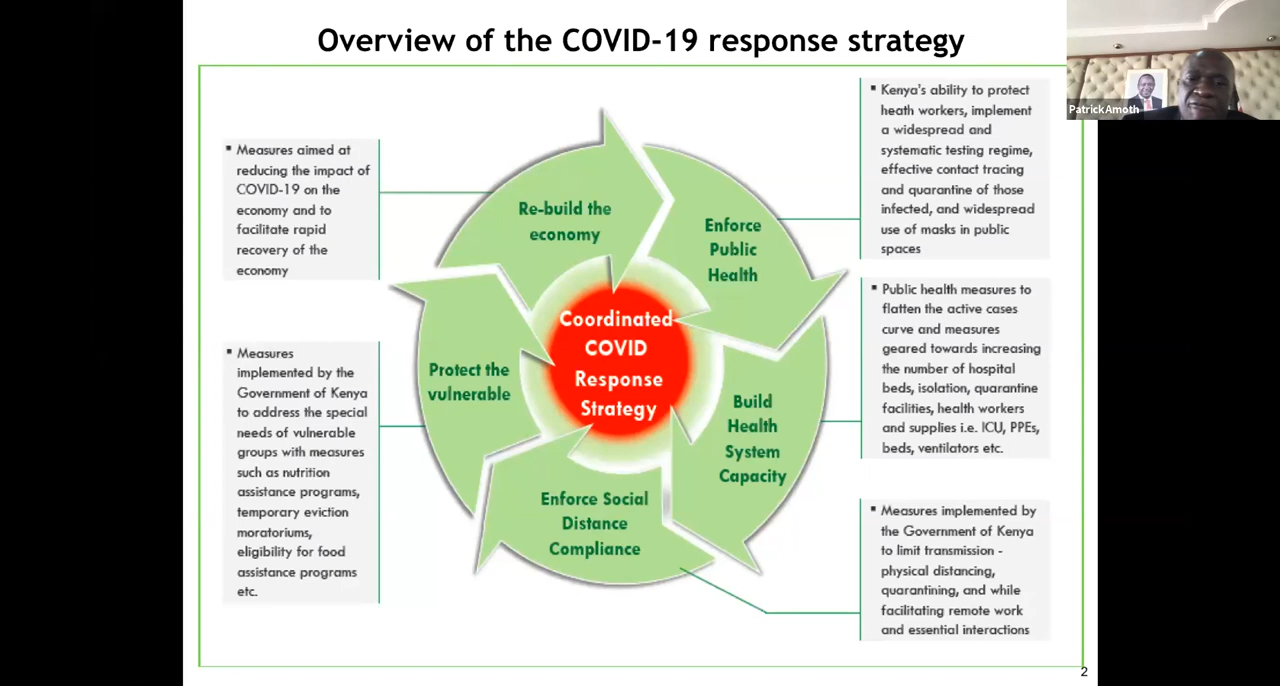 Overview of the COVID-19 response strategy
Patrick Amoth
▪ Measures aimed at
reducing the impact of
COVID-19 on the
economy and to
facilitate rapid
recovery of the
economy
▪ Measures
implemented by the
Government of Kenya
to address the special
needs of vulnerable
groups with measures
such as nutrition
assistance programs,
temporary eviction
moratoriums,
eligibility for food
assistance programs
etc.
Re-build the
economy
Enforce
Public
Health
Coordinated
COVID
Response
Strategy
Protect the
vulnerable
Build
Health
System
Capacity
Enforce Social
Distance
Compliance
▪ Kenya's ability to protect
heath workers, implement
a widespread and
systematic testing regime,
effective contact tracing
and quarantine of those
infected, and widespread
use of masks in public
spaces
▪ Public health measures to
flatten the active cases
curve and measures
geared towards increasing
the number of hospital
beds, isolation, quarantine
facilities, health workers
and supplies i.e. ICU, PPEs,
beds, ventilators etc.
▪ Measures implemented by
the Government of Kenya
to limit transmission -
physical distancing,
quarantining, and while
facilitating remote work
and essential interactions
2